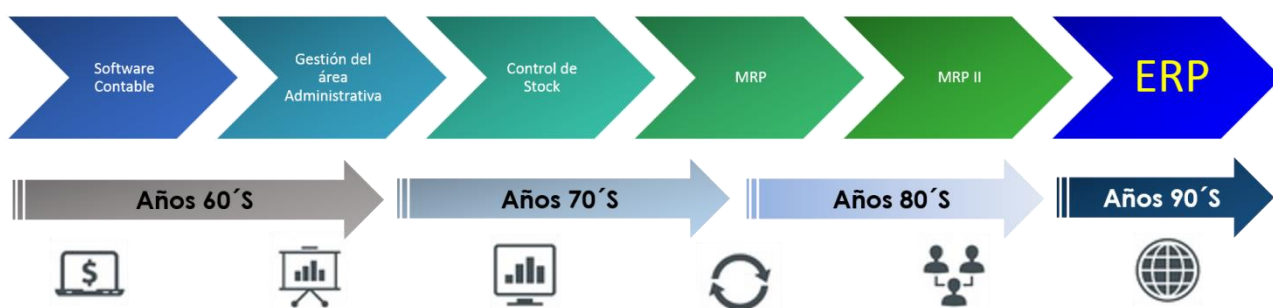 Software
Contable
Gestión del
área
Administrativa
Control de
Stock
MRP
MRP II
ERP
Años 60´S
Años 70´S
Años 80´S
Años 90´S
$